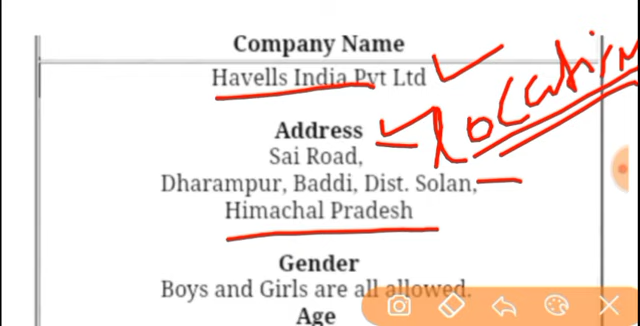 Company Name
Havells India Pvt Ltd
Address
Location
Sai Road,
Dharampur, Baddi, Dist. Solan,
Himachal Pradesh
Gender
Boys and Girls are all allowed.
Age